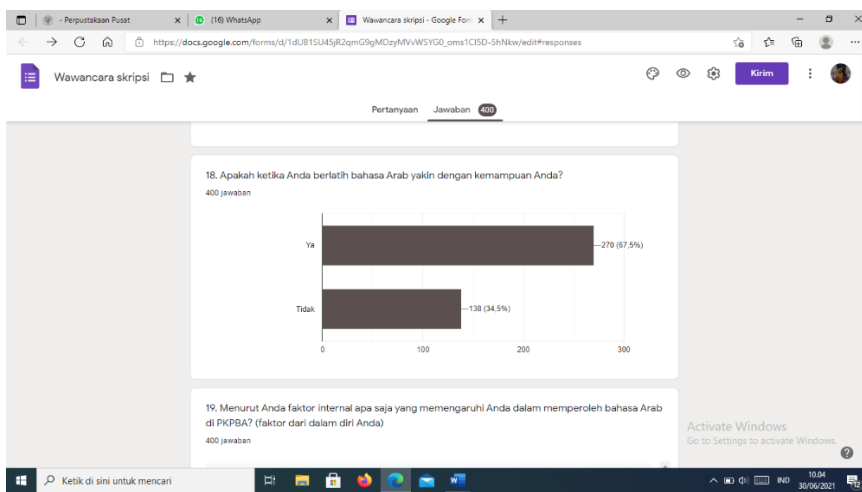 - Perpustakaan Pusat
(16) WhatsApp
Wawancara skripsi - Google Form
https://docs.google.com/forms/d/1dUB1SU45jR2qmG9gMDzyMVvWSYG0_oms1CI5D-5hNkw/edit#responses
Wawancara skripsi
Kirim
Pertanyaan Jawaban 400
18. Apakah ketika Anda berlatih bahasa Arab yakin dengan kemampuan Anda?
400 jawaban
Ya
270 (67,5%)
Tidak
138 (34,5%)
0 100 200 300
19. Menurut Anda faktor internal apa saja yang memengaruhi Anda dalam memperoleh bahasa Arab
di PKPBA? (faktor dari dalam diri Anda)
400 jawaban
Activate Windows
Go to Settings to activate Windows.
Ketik di sini untuk mencari
IND
10.04
30/06/2021